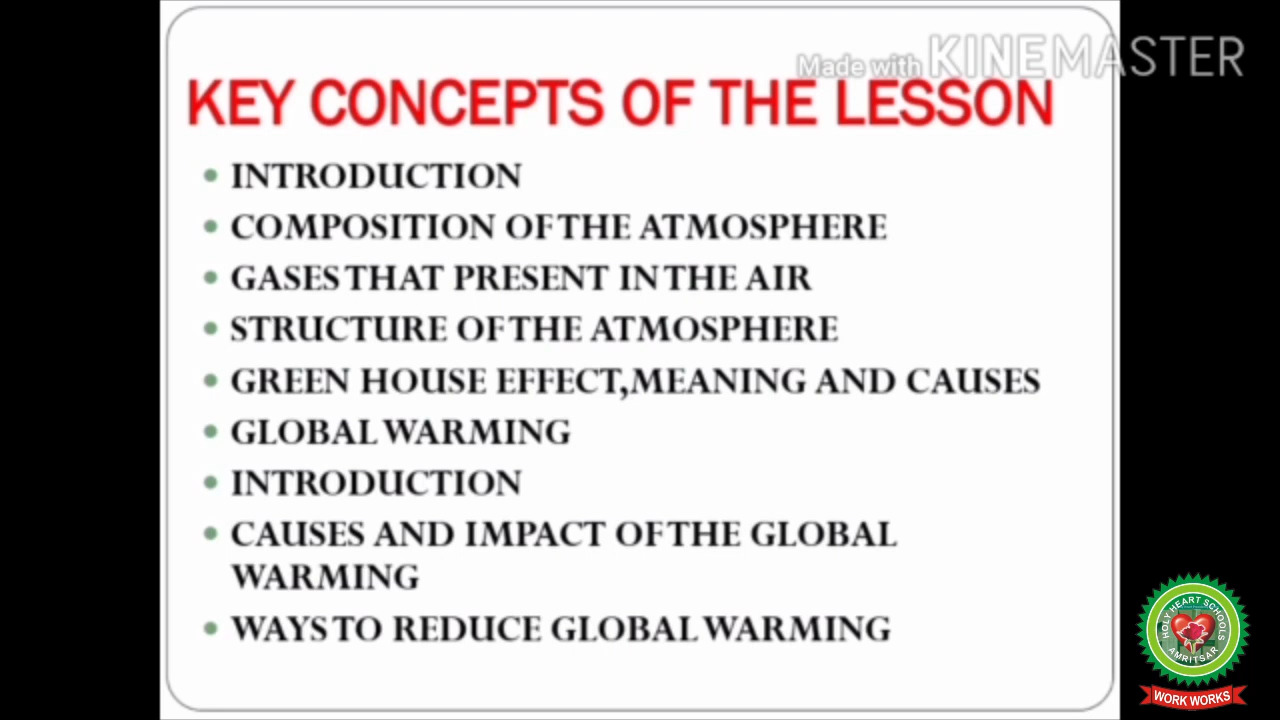 Made with KINEMASTER
KEY CONCEPTS OF THE LESSON
• INTRODUCTION
• COMPOSITION OF THE ATMOSPHERE
• GASES THAT PRESENT IN THE AIR
• STRUCTURE OF THE ATMOSPHERE
• GREEN HOUSE EFFECT,MEANING AND CAUSES
• GLOBAL WARMING
• INTRODUCTION
• CAUSES AND IMPACT OF THE GLOBAL
WARMING
• WAYS TO REDUCE GLOBAL WARMING
HOLY HEART SCHOOLS
AMRITSAR
WORK WORKS